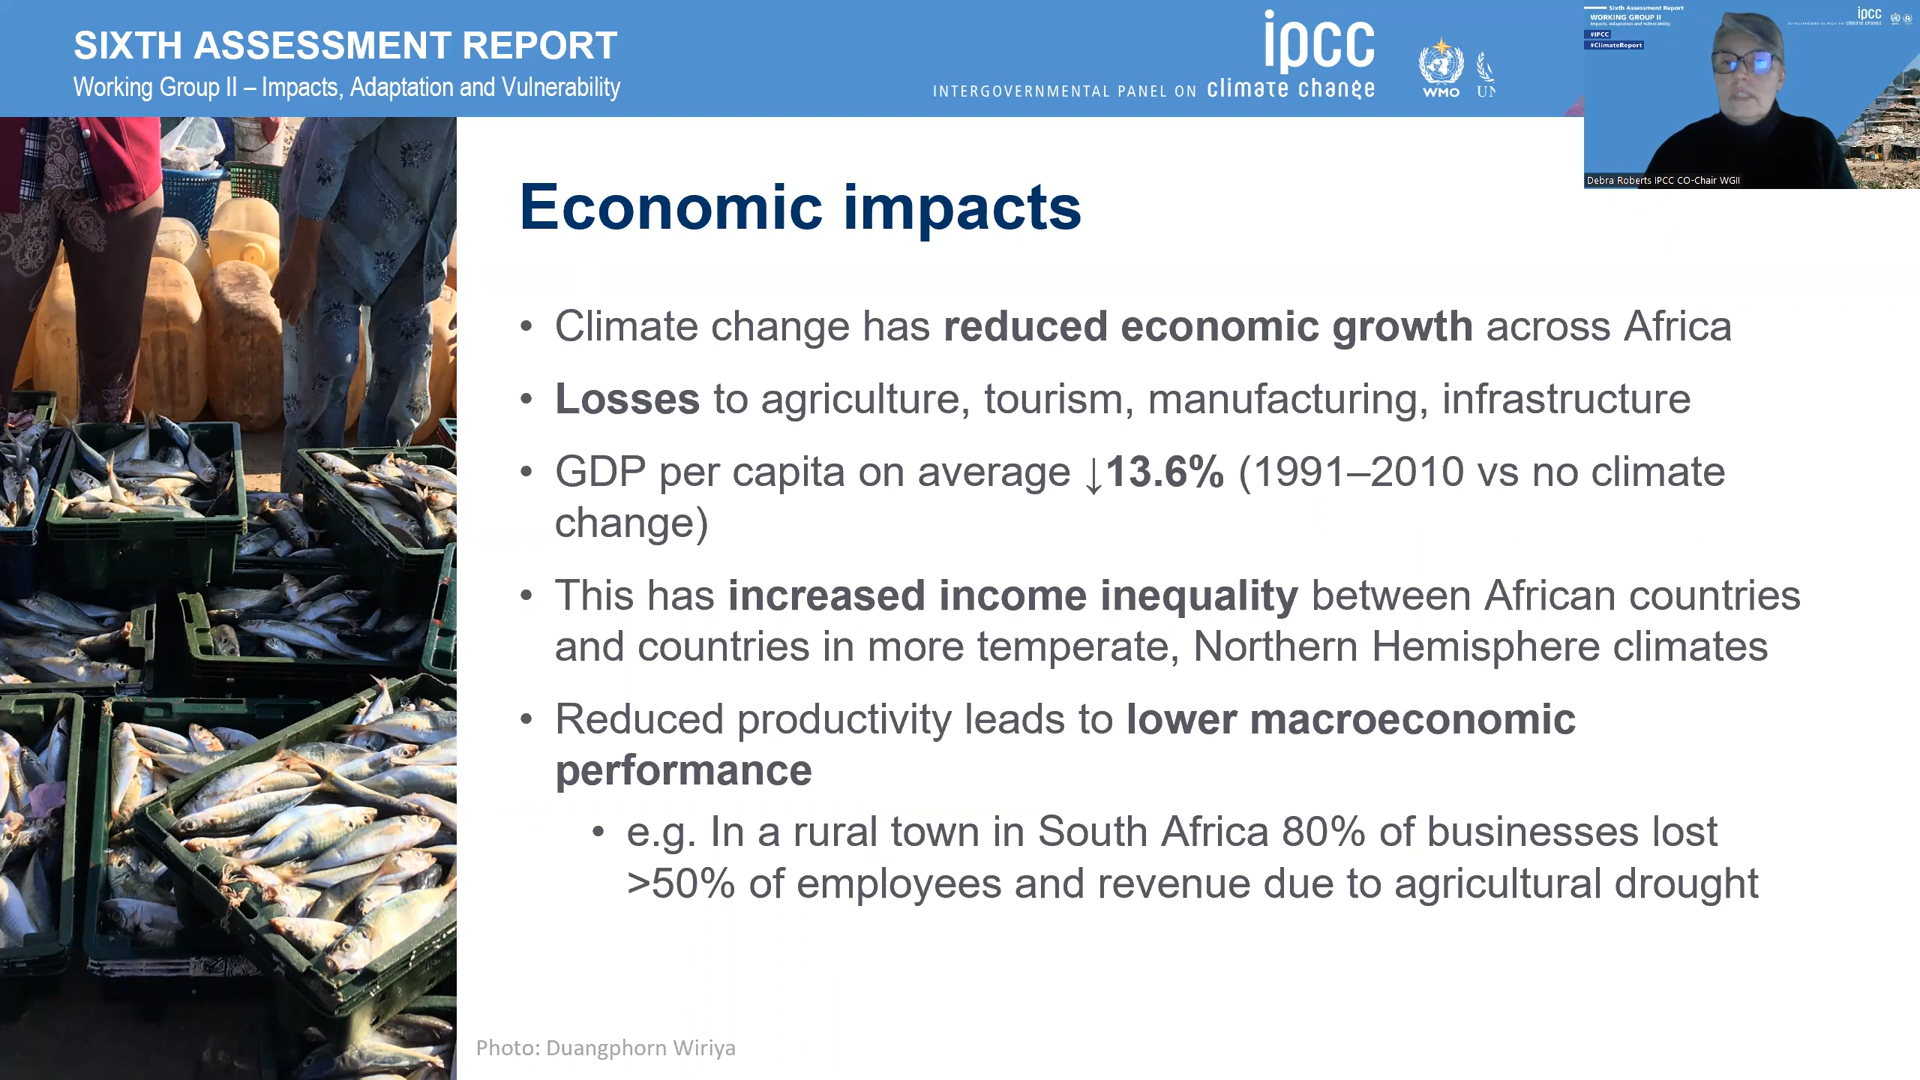 SIXTH ASSESSMENT REPORT
Working Group II – Impacts, Adaptation and Vulnerability
INTERGOVERNMENTAL PANEL ON climate change
ipcc
WMO
UN
Sixth Assessment Report
WORKING GROUP II
Impacts, Adaptation and Vulnerability
#IPCC
#ClimateReport
ipcc
climate change
Debra Roberts IPCC CO-Chair WGII
Economic impacts
• Climate change has reduced economic growth across Africa
• Losses to agriculture, tourism, manufacturing, infrastructure
• GDP per capita on average ↓13.6% (1991–2010 vs no climate
change)
• This has increased income inequality between African countries
and countries in more temperate, Northern Hemisphere climates
• Reduced productivity leads to lower macroeconomic
performance
• e.g. In a rural town in South Africa 80% of businesses lost
>50% of employees and revenue due to agricultural drought
Photo: Duangphorn Wiriya